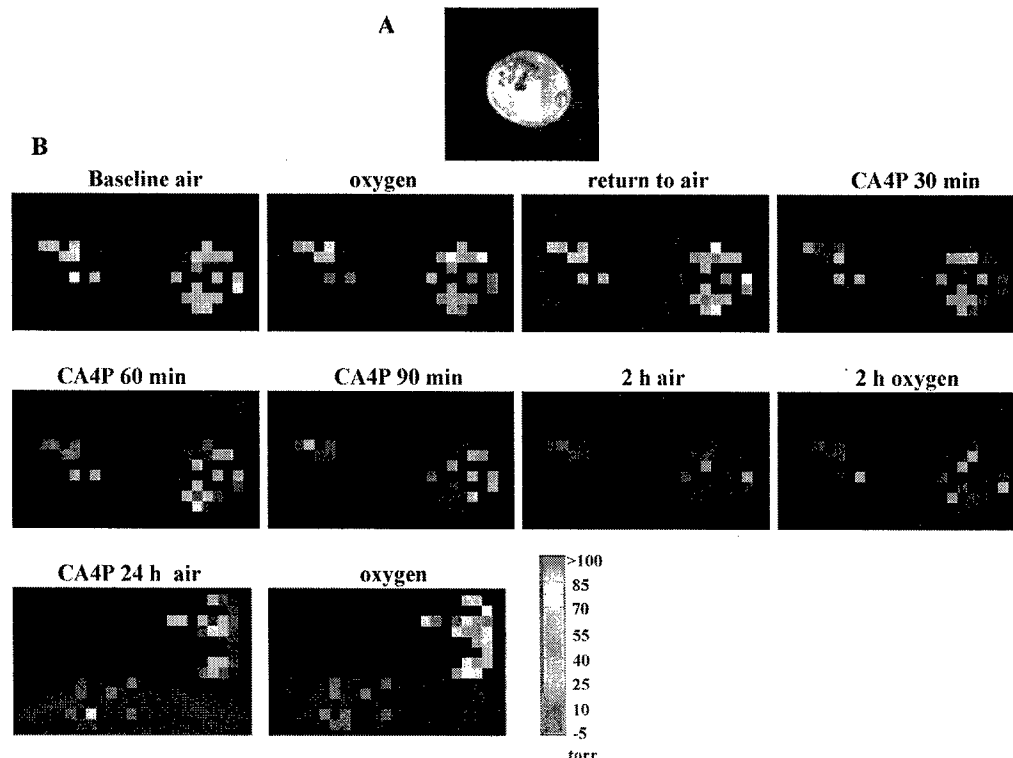 A
B
Baseline air
oxygen
return to air
CA4P 30 min
CA4P 60 min
CA4P 90 min
2 h air
2 h oxygen
CA4P 24 h air
oxygen
>100
85
70
55
40
25
10
-5
torr